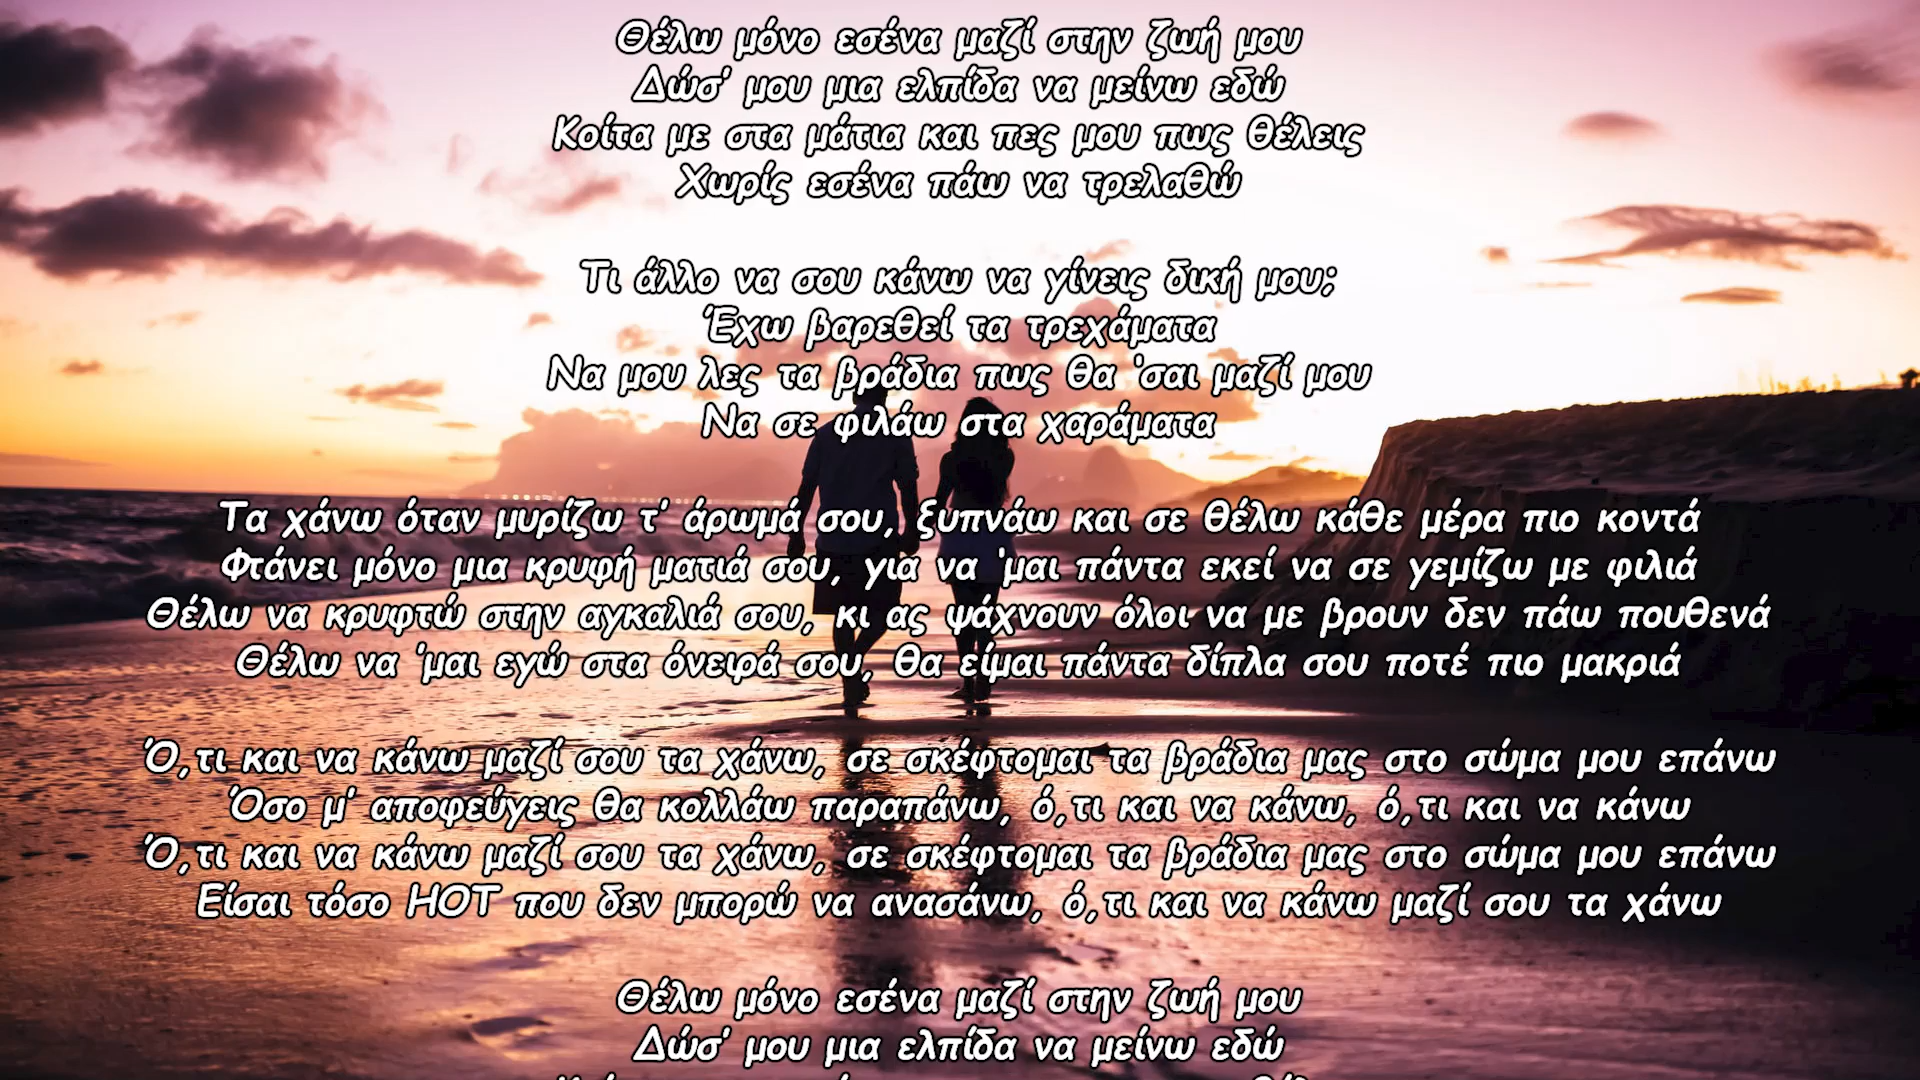 Θέλω μόνο εσένα μαζί στην ζωή μου
Δώσ' μου μια ελπίδα να μείνω εδώ
Κοίτα με στα μάτια και πες μου πως θέλεις
Χωρίς εσένα πάω να τρελαθώ
Τι άλλο να σου κάνω να γίνεις δική μου;
Έχω βαρεθεί τα τρεχάματα
Να μου λες τα βράδια πως θα 'σαι μαζί μου
Να σε φιλάω στα χαράματα
Τα χάνω όταν μυρίζω τ' άρωμά σου, ξυπνάω και σε θέλω κάθε μέρα πιο κοντά
Φτάνει μόνο μια κρυφή ματιά σου, για να 'μαι πάντα εκεί να σε γεμίζω με φιλιά
Θέλω να κρυφτώ στην αγκαλιά σου, κι ας ψάχνουν όλοι να με βρουν δεν πάω πουθενά
Θέλω να 'μαι εγώ στα όνειρά σου, θα είμαι πάντα δίπλα σου ποτέ πιο μακριά
Ό,τι και να κάνω μαζί σου τα χάνω, σε σκέφτομαι τα βράδια μας στο σώμα μου επάνω
Όσο μ' αποφεύγεις θα κολλάω παραπάνω, ό,τι και να κάνω, ό,τι και να κάνω
Ό,τι και να κάνω μαζί σου τα χάνω, σε σκέφτομαι τα βράδια μας στο σώμα μου επάνω
Είσαι τόσο HOT που δεν μπορώ να ανασάνω, ό,τι και να κάνω μαζί σου τα χάνω
Θέλω μόνο εσένα μαζί στην ζωή μου
Δώσ' μου μια ελπίδα να μείνω εδώ